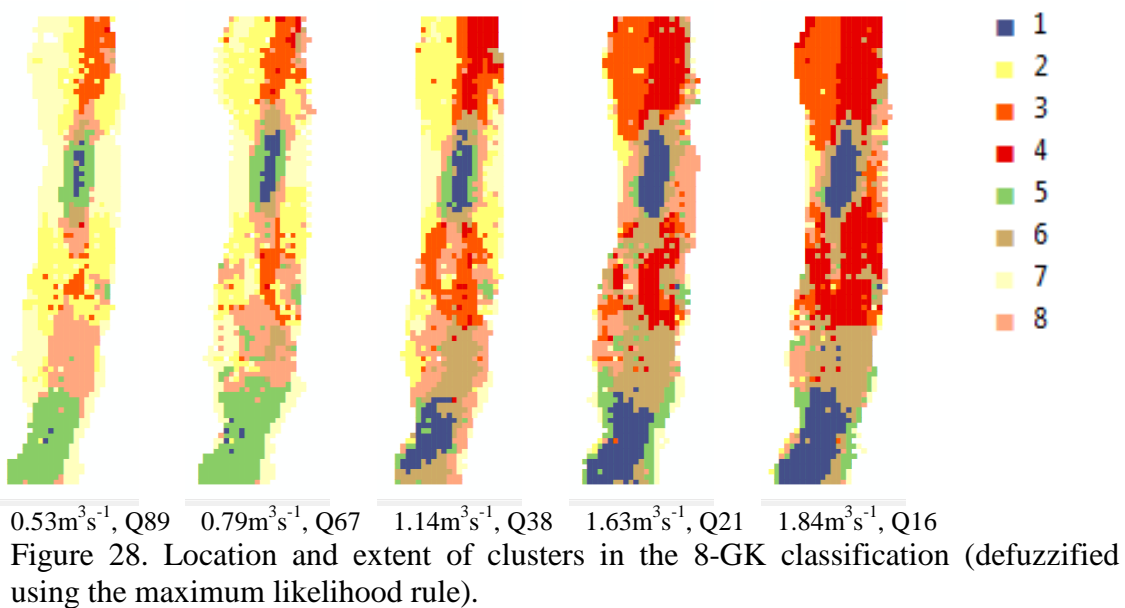 1
2
3
4
5
6
7
8
0.53m³s⁻¹, Q89 0.79m³s⁻¹, Q67 1.14m³s⁻¹, Q38 1.63m³s⁻¹, Q21 1.84m³s⁻¹, Q16
Figure 28. Location and extent of clusters in the 8-GK classification (defuzzified
using the maximum likelihood rule).